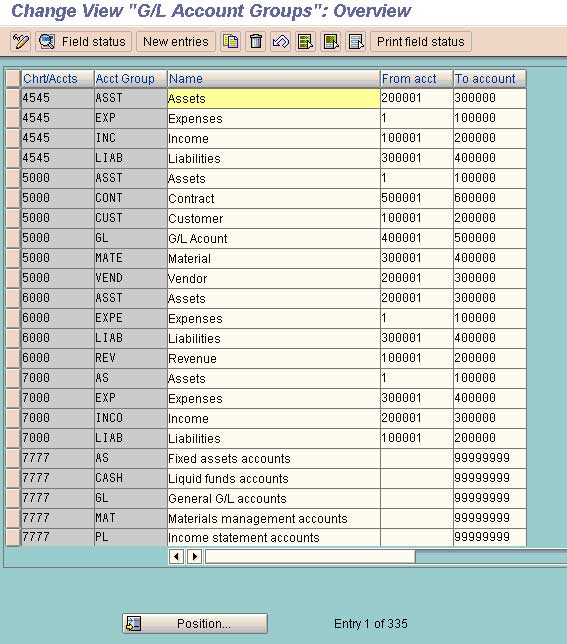 Change View "G/L Account Groups": Overview
Field status New entries Print field status
Chrt/Accts Acct Group Name From acct To account
4545 ASST Assets 200001 300000
4545 EXP Expenses 1 100000
4545 INC Income 100001 200000
4545 LIAB Liabilities 300001 400000
5000 ASST Assets 1 100000
5000 CONT Contract 500001 600000
5000 CUST Customer 100001 200000
5000 GL G/L Acount 400001 500000
5000 MATE Material 300001 400000
5000 VEND Vendor 200001 300000
6000 ASST Assets 200001 300000
6000 EXPE Expenses 1 100000
6000 LIAB Liabilities 300001 400000
6000 REV Revenue 100001 200000
7000 AS Assets 1 100000
7000 EXP Expenses 300001 400000
7000 INCO Income 200001 300000
7000 LIAB Liabilities 100001 200000
7777 AS Fixed assets accounts 99999999
7777 CASH Liquid funds accounts 99999999
7777 GL General G/L accounts 99999999
7777 MAT Materials management accounts 99999999
7777 PL Income statement accounts 99999999
Position... Entry 1 of 335